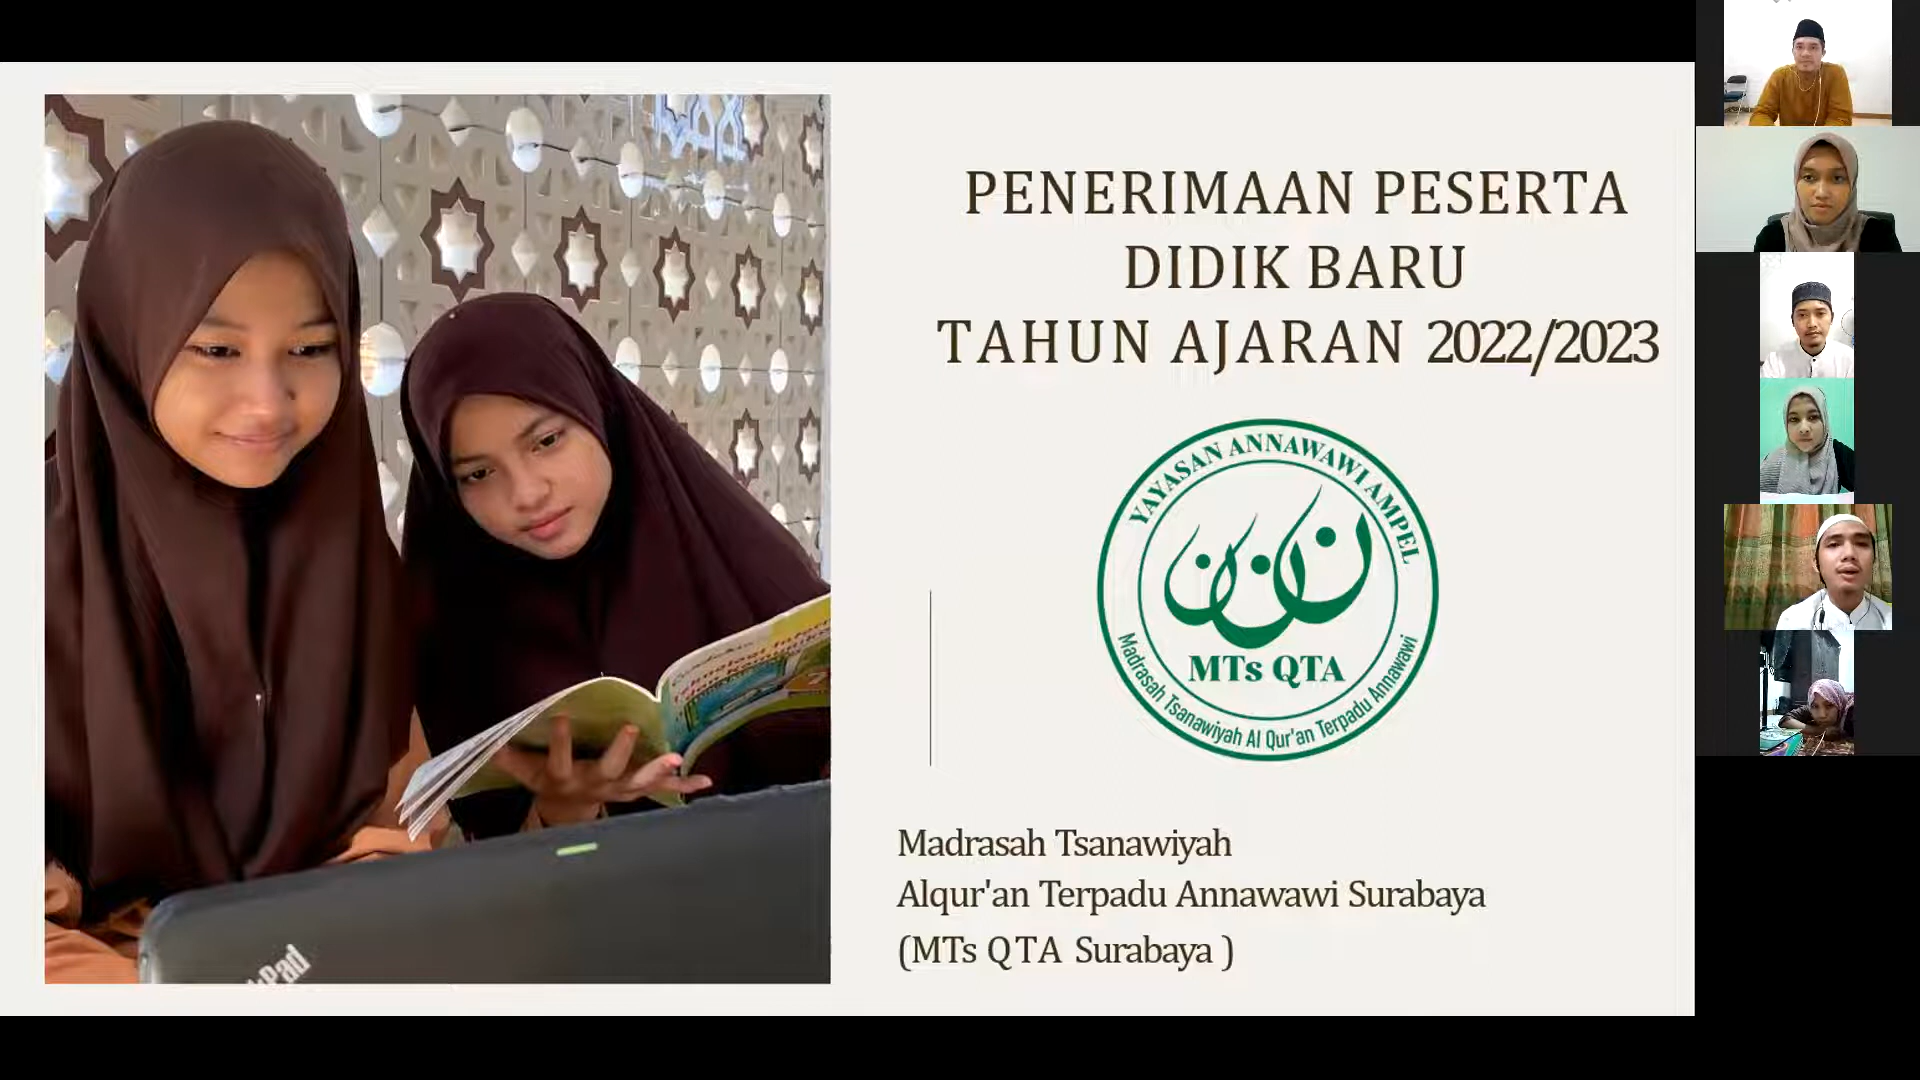 PENERIMAAN PESERTA
DIDIK BARU
TAHUN AJARAN 2022/2023
YAYASAN ANNAWAWI AMPEL
MTs QTA
Madrasah Tsanawiyah Al Qur'an Terpadu Annawawi
Madrasah Tsanawiyah
Alqur'an Terpadu Annawawi Surabaya
(MTs QTA Surabaya )